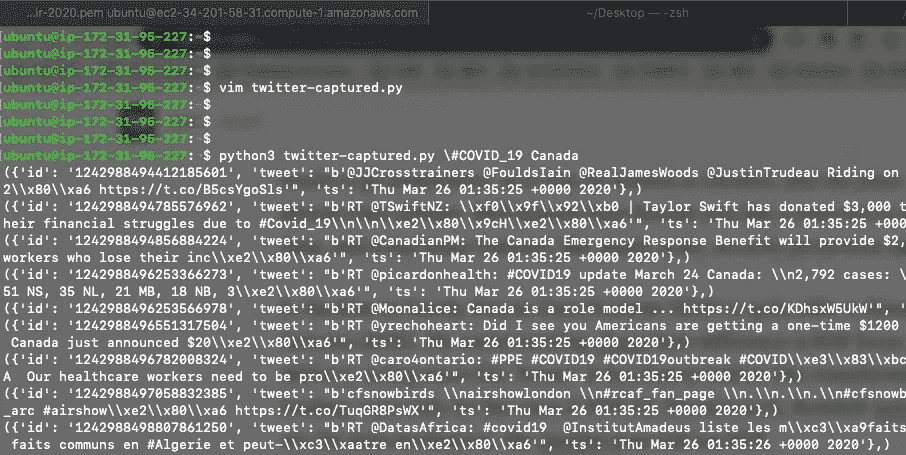 ...ir-2020.pem ubuntu@ec2-34-201-58-31.compute-1.amazonaws.com ~/Desktop — -zsh
[ubuntu@ip-172-31-95-227: $
[ubuntu@ip-172-31-95-227: $
[ubuntu@ip-172-31-95-227: $
[ubuntu@ip-172-31-95-227: $ vim twitter-captured.py
[ubuntu@ip-172-31-95-227: $
[ubuntu@ip-172-31-95-227: $
[ubuntu@ip-172-31-95-227: $
[ubuntu@ip-172-31-95-227: $ python3 twitter-captured.py \#COVID_19 Canada
({'id': '1242988494412185601', 'tweet': "b'@JJCrosstrainers @FouldsIain @RealJamesWoods @JustinTrudeau Riding on
2\\x80\\xa6 https://t.co/B5csYgoSls'", 'ts': 'Thu Mar 26 01:35:25 +0000 2020'},)
({'id': '1242988494785576962', 'tweet': "b'RT @TSwiftNZ: \\xf0\\x9f\\x92\\xb0 | Taylor Swift has donated $3,000 t
heir financial struggles due to #Covid_19\\n\\n\\xe2\\x80\\x9cH\\xe2\\x80\\xa6'", 'ts': 'Thu Mar 26 01:35:25 +000
({'id': '1242988494856884224', 'tweet': "b'RT @CanadianPM: The Canada Emergency Response Benefit will provide $2,
workers who lose their inc\\xe2\\x80\\xa6'", 'ts': 'Thu Mar 26 01:35:25 +0000 2020'},)
({'id': '1242988496253366273', 'tweet': "b'RT @picardonhealth: #COVID19 update March 24 Canada: \\n2,792 cases: \
51 NS, 35 NL, 21 MB, 18 NB, 3\\xe2\\x80\\xa6'", 'ts': 'Thu Mar 26 01:35:25 +0000 2020'},)
({'id': '1242988496253566978', 'tweet': "b'RT @Moonalice: Canada is a role model ... https://t.co/KDhsxW5UkW'", '
({'id': '1242988496551317504', 'tweet': "b'RT @yrechoheart: Did I see you Americans are getting a one-time $1200
Canada just announced $20\\xe2\\x80\\xa6'", 'ts': 'Thu Mar 26 01:35:25 +0000 2020'},)
({'id': '1242988496782008324', 'tweet': "b'RT @caro4ontario: #PPE #COVID19 #COVID19outbreak #COVID\\xe3\\x83\\xbc
A  Our healthcare workers need to be pro\\xe2\\x80\\xa6'", 'ts': 'Thu Mar 26 01:35:25 +0000 2020'},)
({'id': '1242988497058832385', 'tweet': "b'cfsnowbirds \\nairshowlondon \\n#rcaf_fan_page \\n.\\n.\\n.\\n#cfsnowb
_arc #airshow\\xe2\\x80\\xa6 https://t.co/TuqGR8PsWX'", 'ts': 'Thu Mar 26 01:35:25 +0000 2020'},)
({'id': '1242988498807861250', 'tweet': "b'RT @DatasAfrica: #covid19  @InstitutAmadeus liste les m\\xc3\\xa9faits
faits communs en #Algerie et peut-\\xc3\\xaatre en\\xe2\\x80\\xa6'", 'ts': 'Thu Mar 26 01:35:26 +0000 2020'},)